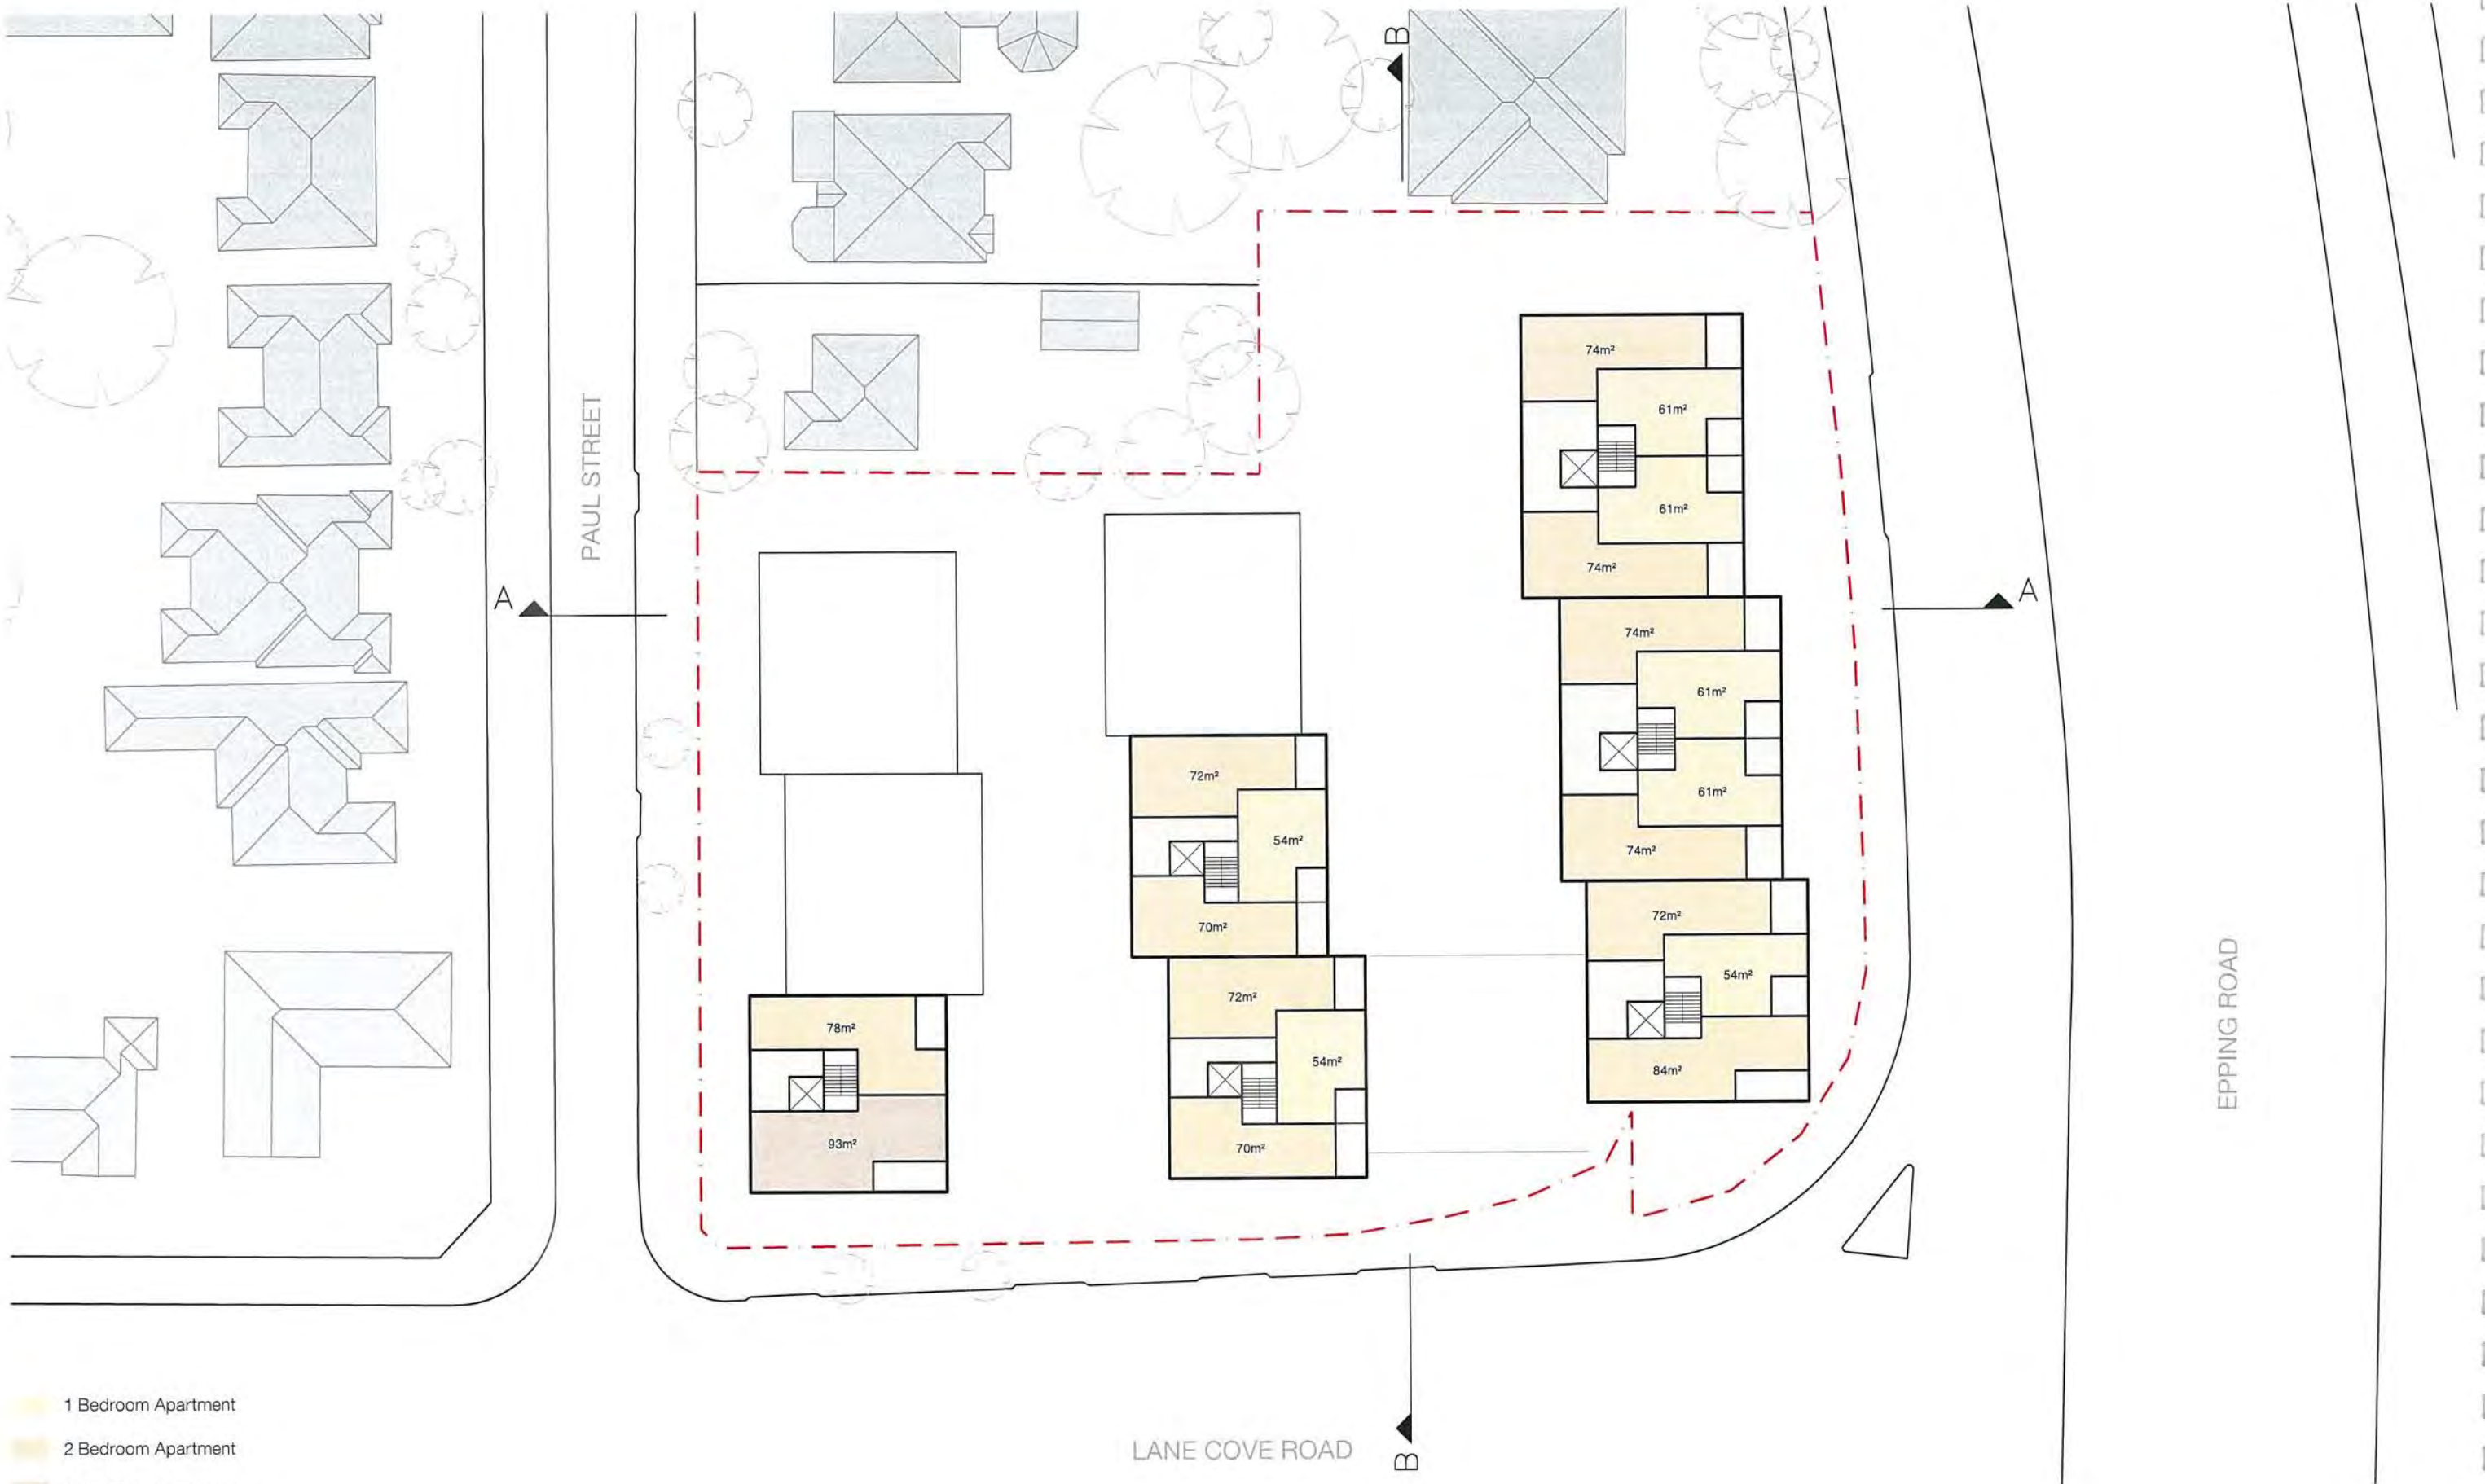 B
PAUL STREET
A
A
74m²
61m²
61m²
74m²
74m²
61m²
61m²
74m²
72m²
54m²
84m²
72m²
54m²
70m²
72m²
54m²
70m²
78m²
93m²
EPPING ROAD
1 Bedroom Apartment
2 Bedroom Apartment
LANE COVE ROAD
B